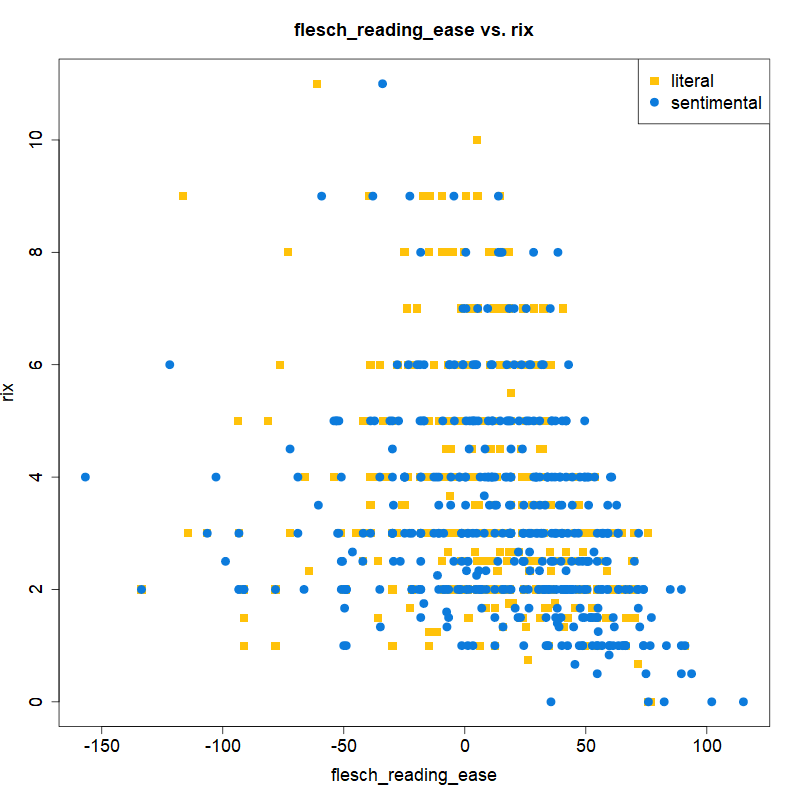 flesch_reading_ease vs. rix
literal
sentimental
10
8
6
4
2
0
rix
-150
-100
-50
0
50
100
flesch_reading_ease